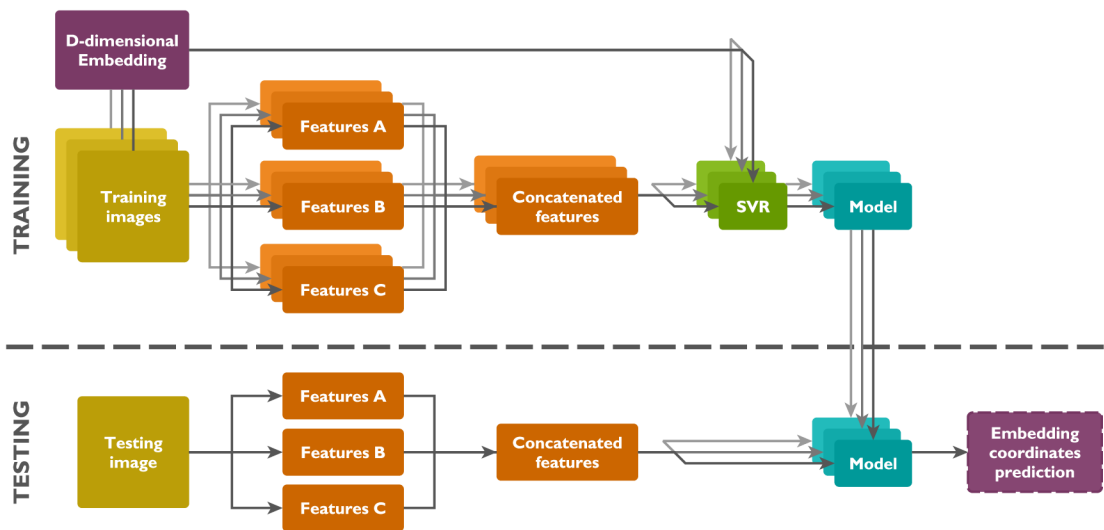 D-dimensional
Embedding
TRAINING
Training
images
Features A
Features B
Features C
Concatenated
features
SVR
Model
TESTING
Testing
image
Features A
Features B
Features C
Concatenated
features
Model
Embedding
coordinates
prediction